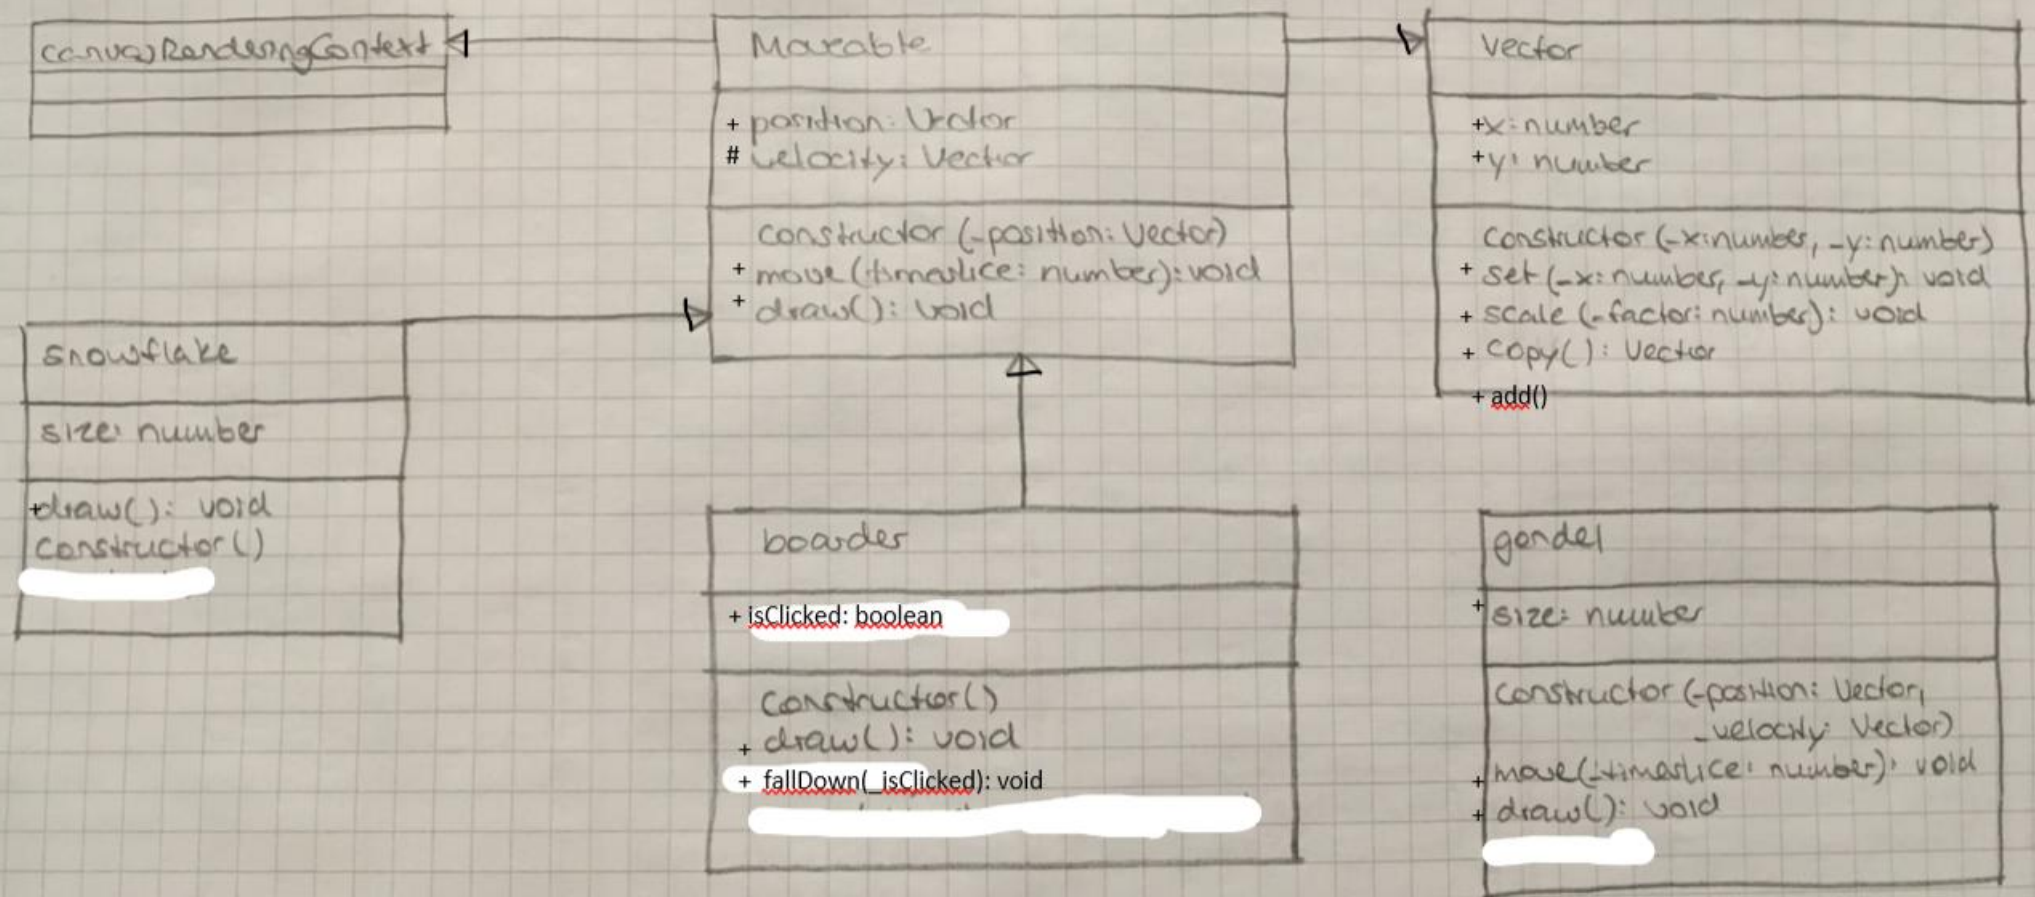 canvasRenderingContext
Moveable
+ position: Vector
# velocity: Vector
constructor (_position: Vector)
+ move (timeslice: number): void
+ draw(): void
Vector
+x: number
+y: number
constructor (_x: number, _y: number)
+ set (_x: number, _y: number): void
+ scale (_factor: number): void
+ copy(): Vector
+ add()
snowflake
size: number
+draw(): void
constructor()
boarder
+ isClicked: boolean
constructor()
+ draw(): void
+ fallDown(_isClicked): void
gondel
+ size: number
constructor (_position: Vector,
_velocity: Vector)
+ move(_timeslice: number): void
+ draw(): void